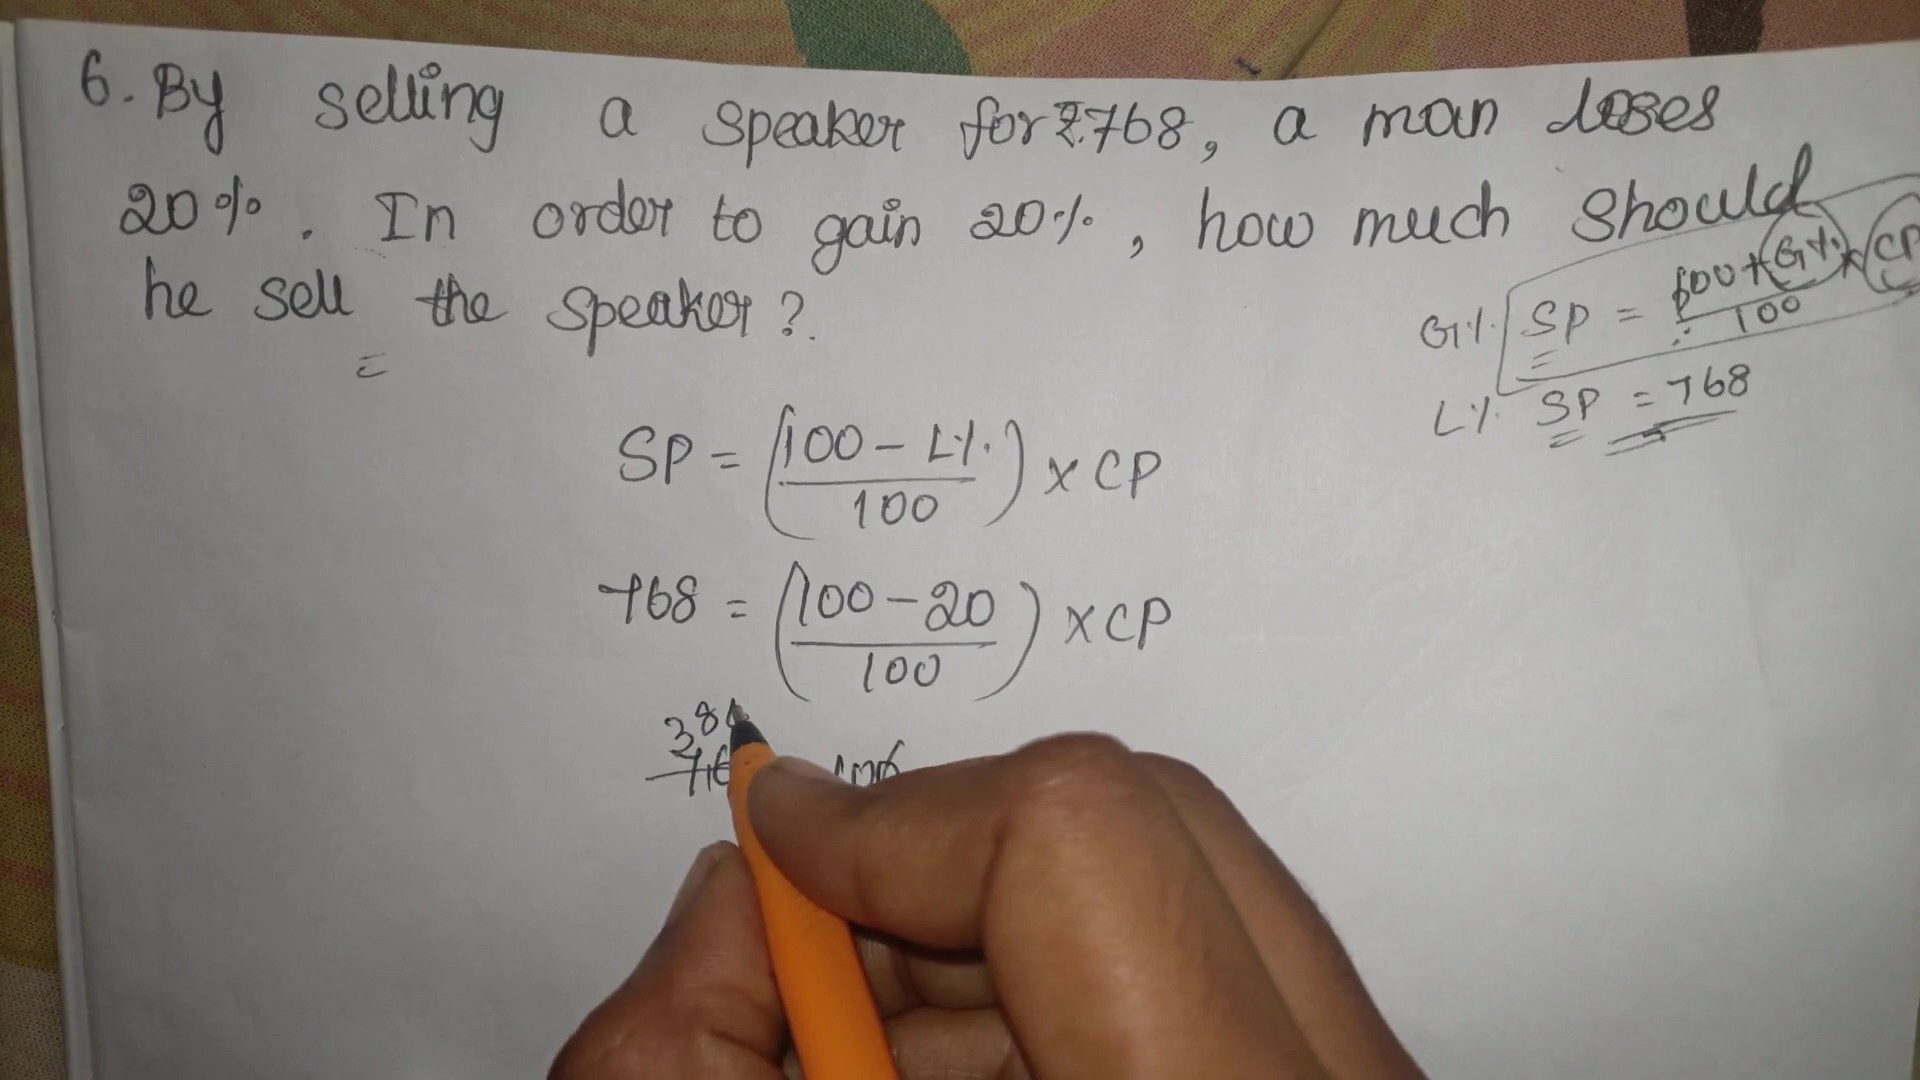 6. By selling a speaker for ₹.768, a man loses
20%. In order to gain 20%, how much should
he sell the speaker?
G% SP = 100+G% × CP
100
L% SP = 768
SP = (100 - L%. / 100) × CP
768 = (100 - 20 / 100) × CP
38